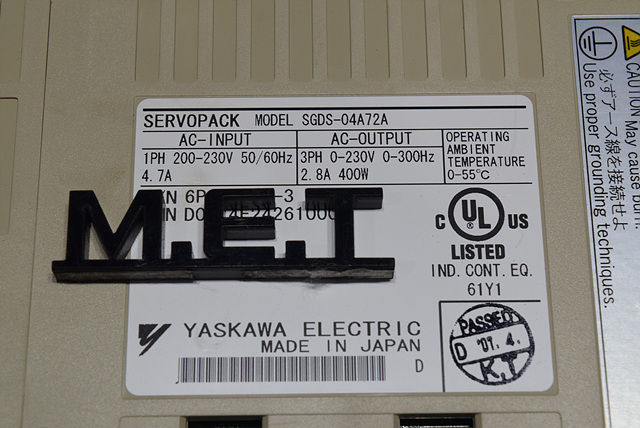 SERVOPACK MODEL SGDS-04A72A
AC-INPUT
1PH 200-230V 50/60Hz
4.7A
AC-OUTPUT
3PH 0-230V 0-300Hz
2.8A 400W
OPERATING
AMBIENT
TEMPERATURE
0-55°C
M.E.I
C UL US
®
LISTED
IND. CONT. EQ.
61Y1
YASKAWA ELECTRIC
MADE IN JAPAN
D
PASSED
D '07. 4.
K.T
必ずアース線を接続せよ
Use proper grounding techniques.
CAUTION